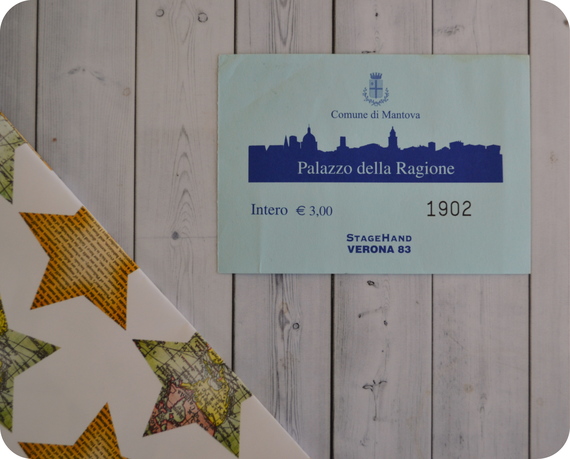 Comune di Mantova
Palazzo della Ragione
Intero € 3,00 1902
STAGEHAND
VERONA 83